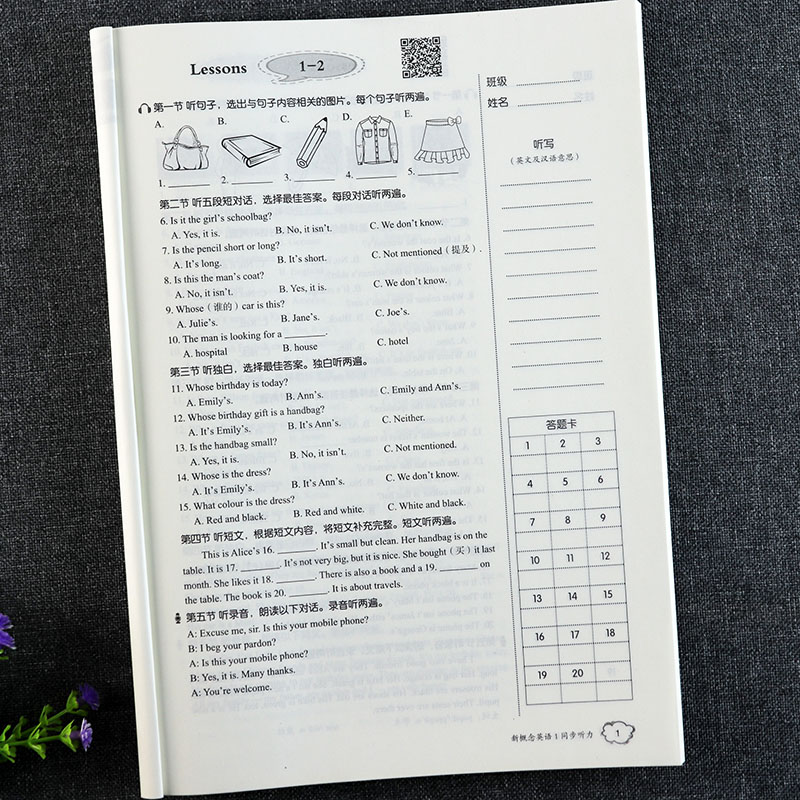 Lessons 1-2
第一节 听句子，选出与句子内容相关的图片。每个句子听两遍。
A. B. C. D. E.
1. ________ 2. ________ 3. ________ 4. ________ 5. ________
第二节 听五段短对话，选择最佳答案。每段对话听两遍。
6. Is it the girl's schoolbag?
A. Yes, it is. B. No, it isn't. C. We don't know.
7. Is the pencil short or long?
A. It's long. B. It's short. C. Not mentioned（提及）.
8. Is this the man's coat?
A. No, it isn't. B. Yes, it is. C. We don't know.
9. Whose（谁的）car is this?
A. Julie's. B. Jane's. C. Joe's.
10. The man is looking for a ________.
A. hospital B. house C. hotel
第三节 听独白，选择最佳答案。独白听两遍。
11. Whose birthday is today?
A. Emily's. B. Ann's. C. Emily and Ann's.
12. Whose birthday gift is a handbag?
A. It's Emily's. B. It's Ann's. C. Neither.
13. Is the handbag small?
A. Yes, it is. B. No, it isn't. C. Not mentioned.
14. Whose is the dress?
A. It's Emily's. B. It's Ann's. C. We don't know.
15. What colour is the dress?
A. Red and black. B. Red and white. C. White and black.
第四节 听短文，根据短文内容，将短文补充完整。短文听两遍。
This is Alice's 16. ________. It's small but clean. Her handbag is on the
table. It is 17. ________. It's not very big, but it is nice. She bought（买）it last
month. She likes it 18. ________. There is also a book and a 19. ________ on
the table. The book is 20. ________. It is about travels.
第五节 听录音，朗读以下对话。录音听两遍。
A: Excuse me, sir. Is this your mobile phone?
B: I beg your pardon?
A: Is this your mobile phone?
B: Yes, it is. Many thanks.
A: You're welcome.
班级
姓名
听写
（英文及汉语意思）
答题卡
1 2 3
4 5 6
7 8 9
10 11 12
13 14 15
16 17 18
19 20
新概念英语1同步听力 1